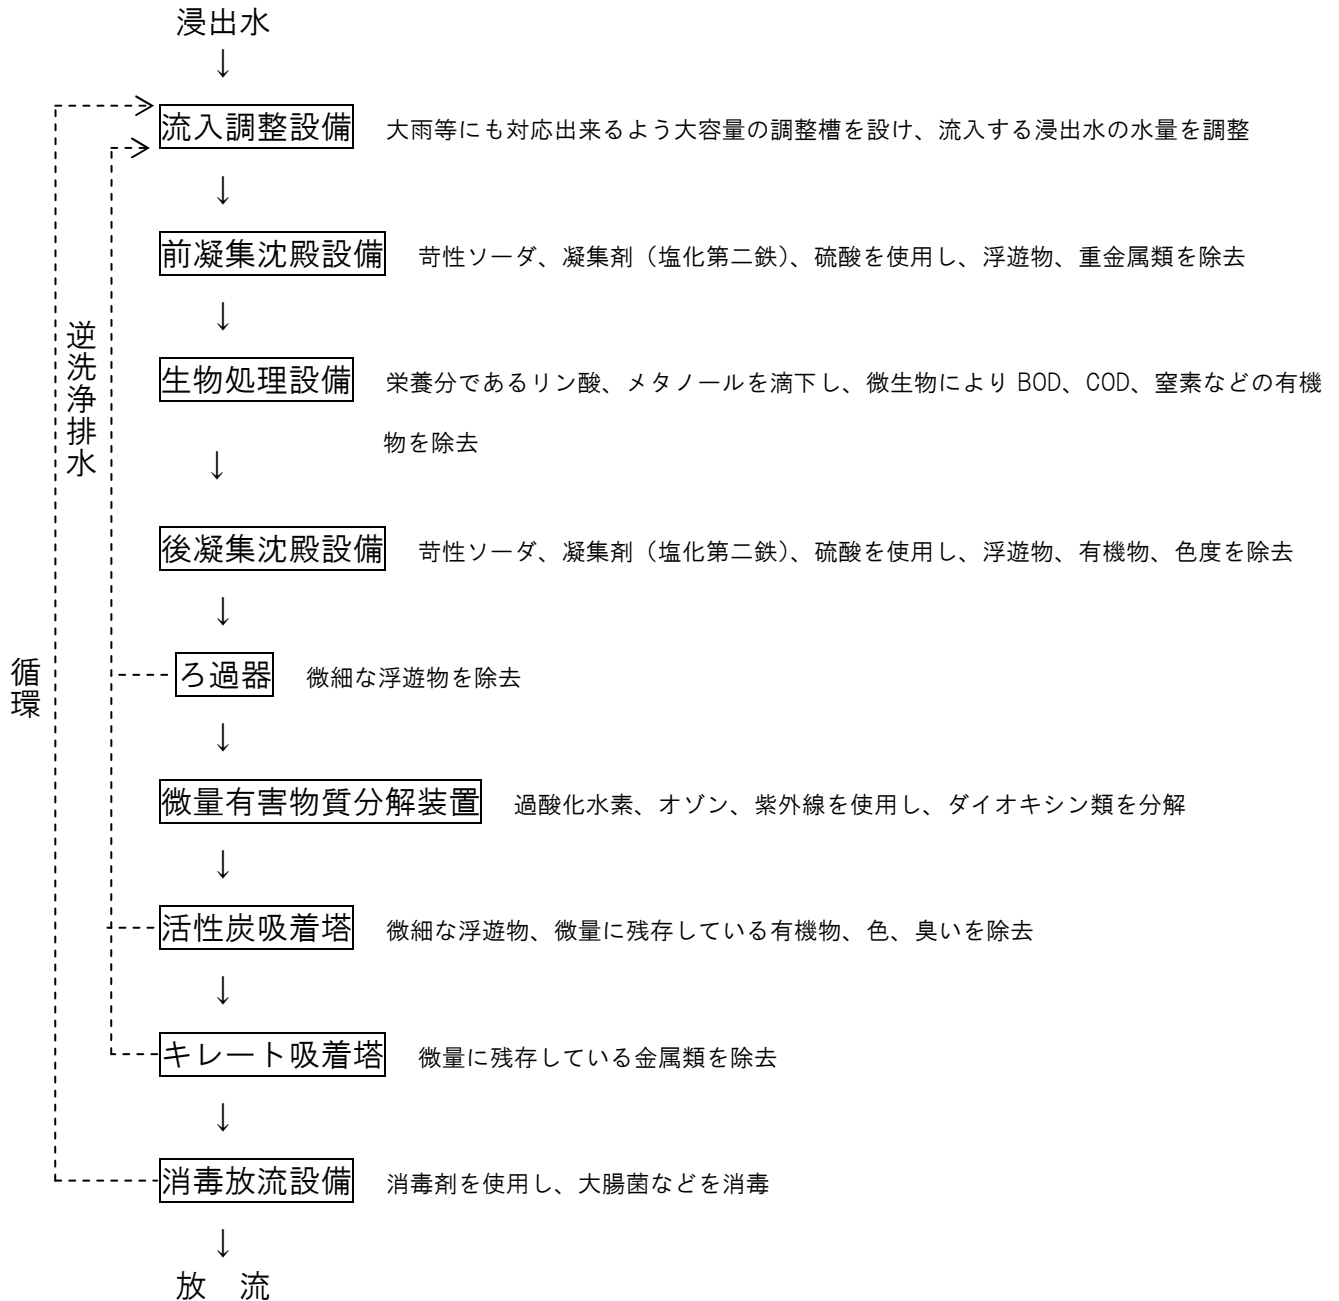 浸出水
↓
流入調整設備 大雨等にも対応出来るよう大容量の調整槽を設け、流入する浸出水の水量を調整
↓
前凝集沈殿設備 苛性ソーダ、凝集剤（塩化第二鉄）、硫酸を使用し、浮遊物、重金属類を除去
↓
生物処理設備 栄養分であるリン酸、メタノールを滴下し、微生物により BOD、COD、窒素などの有機
物を除去
↓
後凝集沈殿設備 苛性ソーダ、凝集剤（塩化第二鉄）、硫酸を使用し、浮遊物、有機物、色度を除去
↓
ろ過器 微細な浮遊物を除去
↓
微量有害物質分解装置 過酸化水素、オゾン、紫外線を使用し、ダイオキシン類を分解
↓
活性炭吸着塔 微細な浮遊物、微量に残存している有機物、色、臭いを除去
↓
キレート吸着塔 微量に残存している金属類を除去
↓
消毒放流設備 消毒剤を使用し、大腸菌などを消毒
↓
放　流
逆洗浄排水
循環